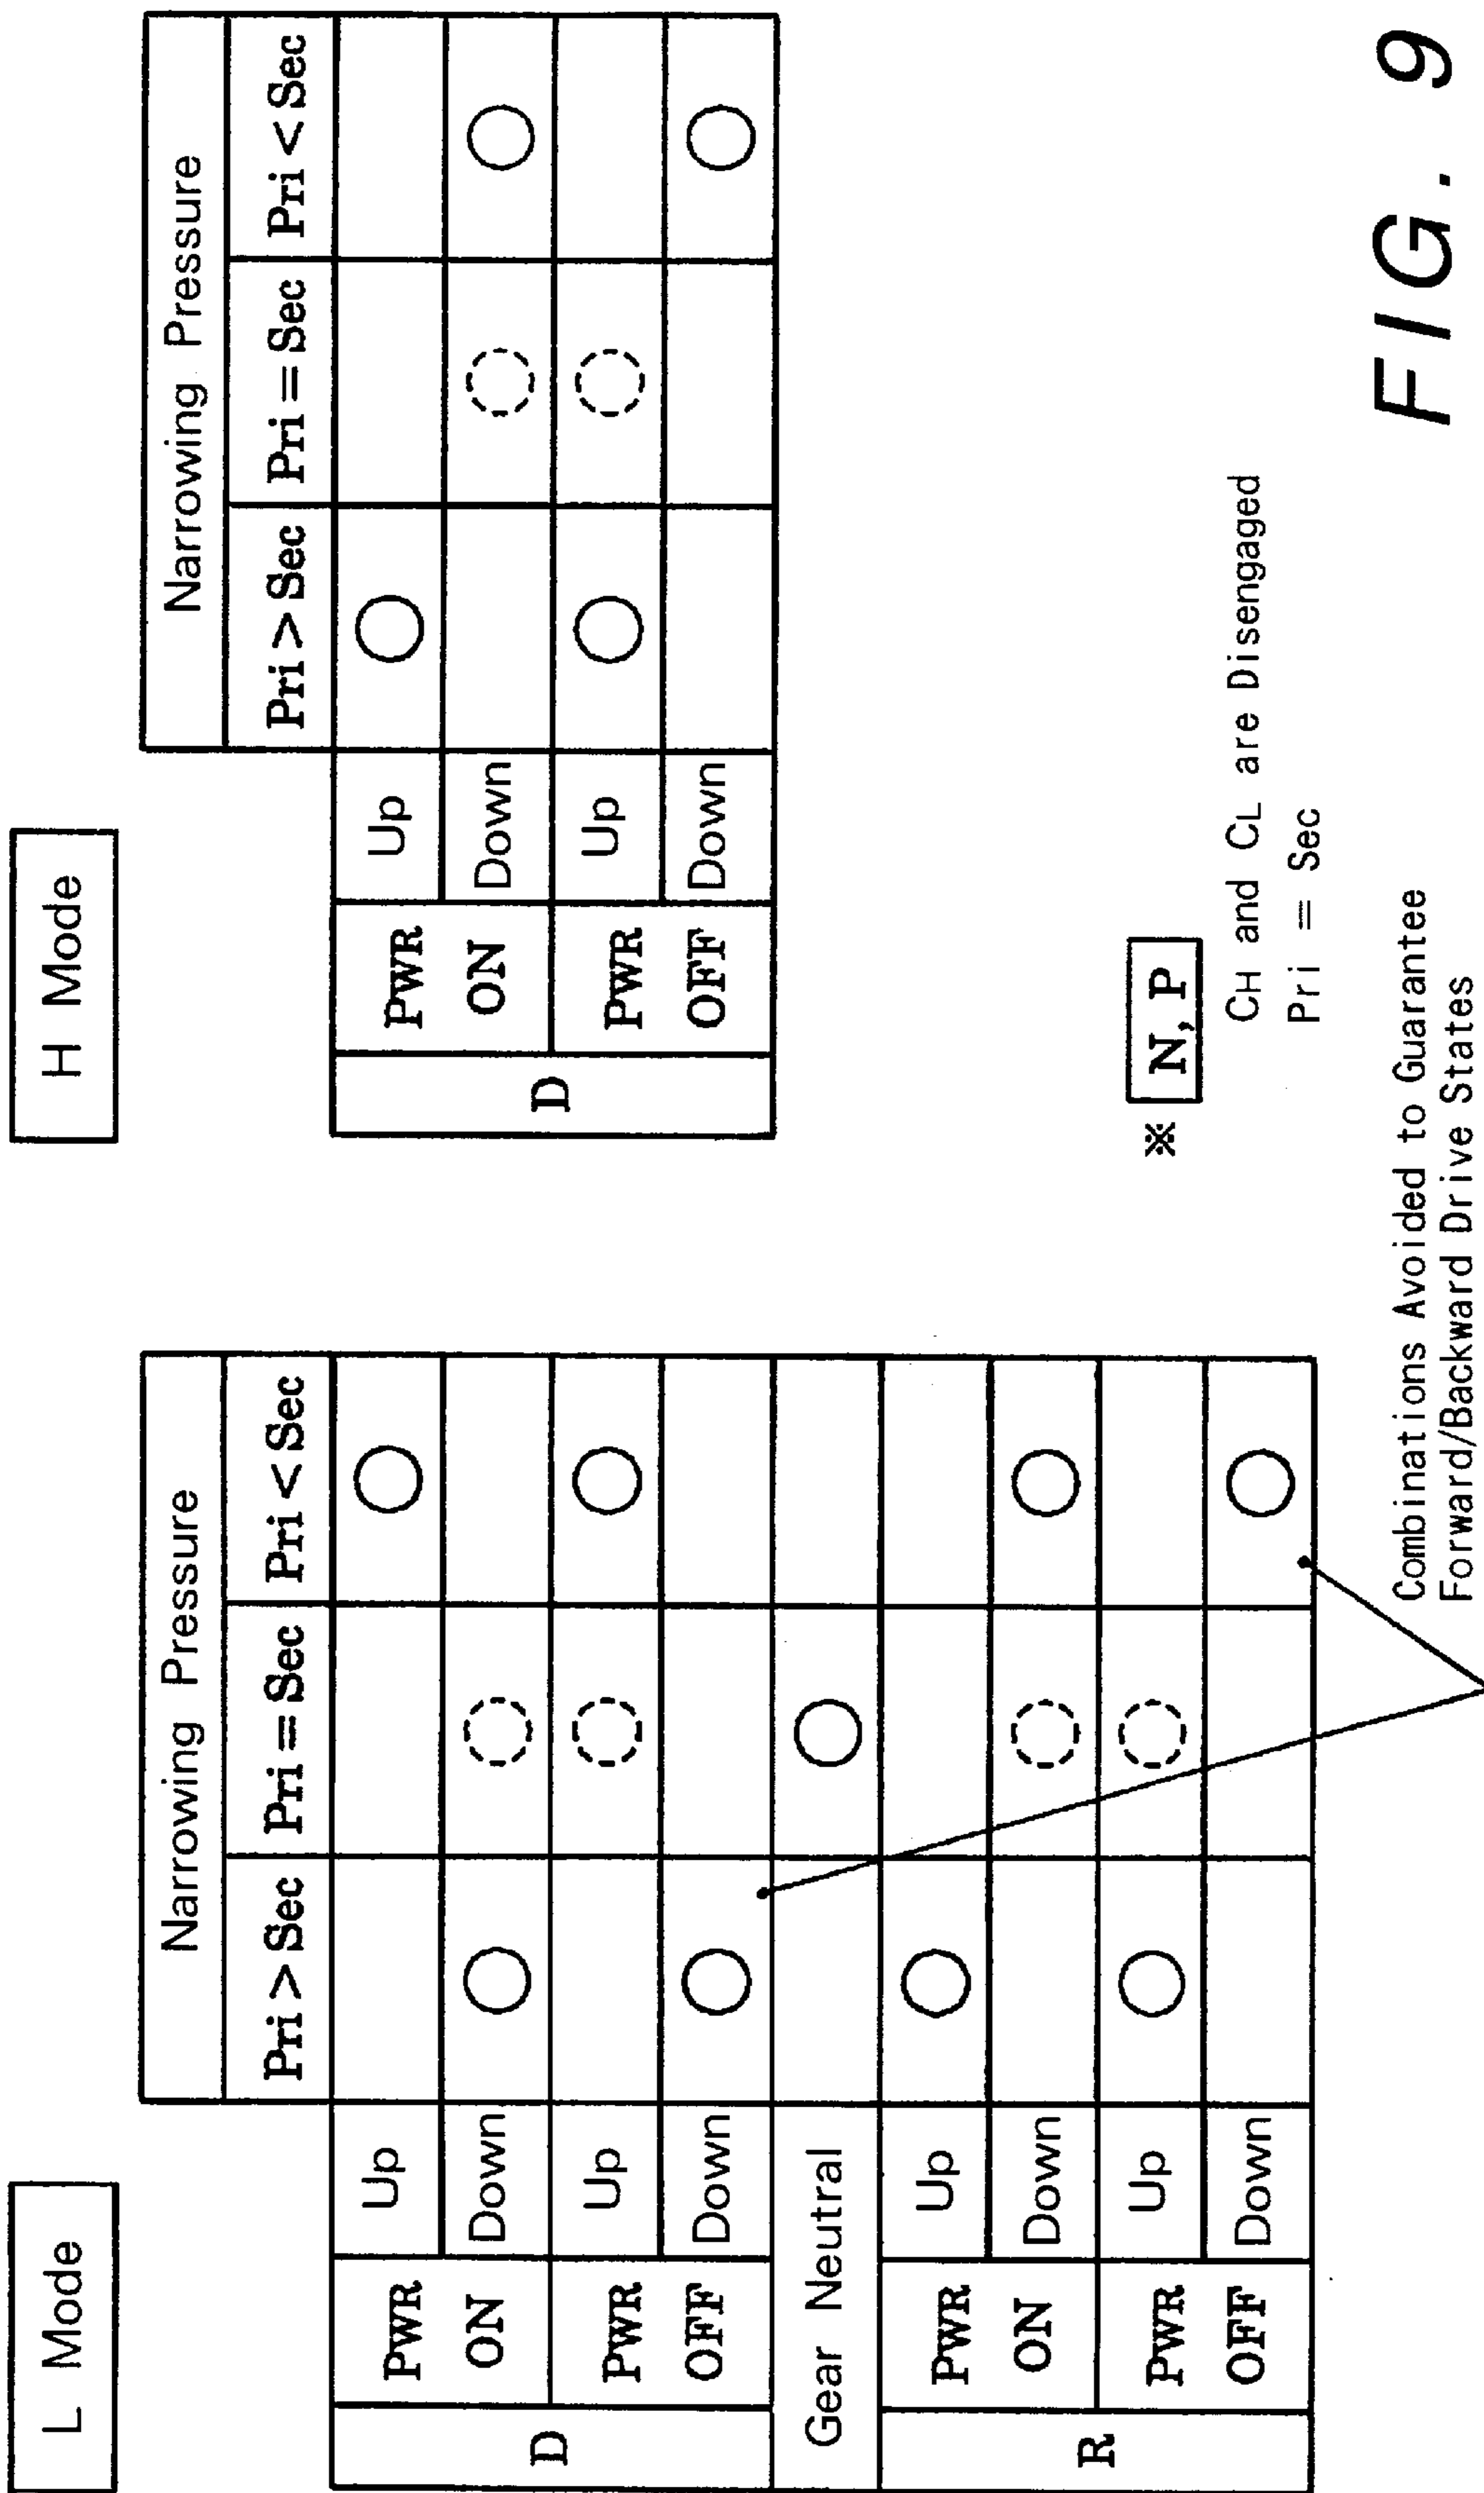 L Mode
Narrowing Pressure
Pri > Sec Pri = Sec Pri < Sec
D PWR ON Up ○
Down ○ ◌
PWR OFF Up ◌ ○
Down ○
Gear Neutral ○
R PWR ON Up ○
Down ◌ ○
PWR OFF Up ○ ◌
Down ○
Combinations Avoided to Guarantee
Forward/Backward Drive States
H Mode
Narrowing Pressure
Pri > Sec Pri = Sec Pri < Sec
D PWR ON Up ○
Down ◌ ○
PWR OFF Up ○ ◌
Down ○
※ N, P
CH and CL are Disengaged
Pri = Sec
FIG. 9